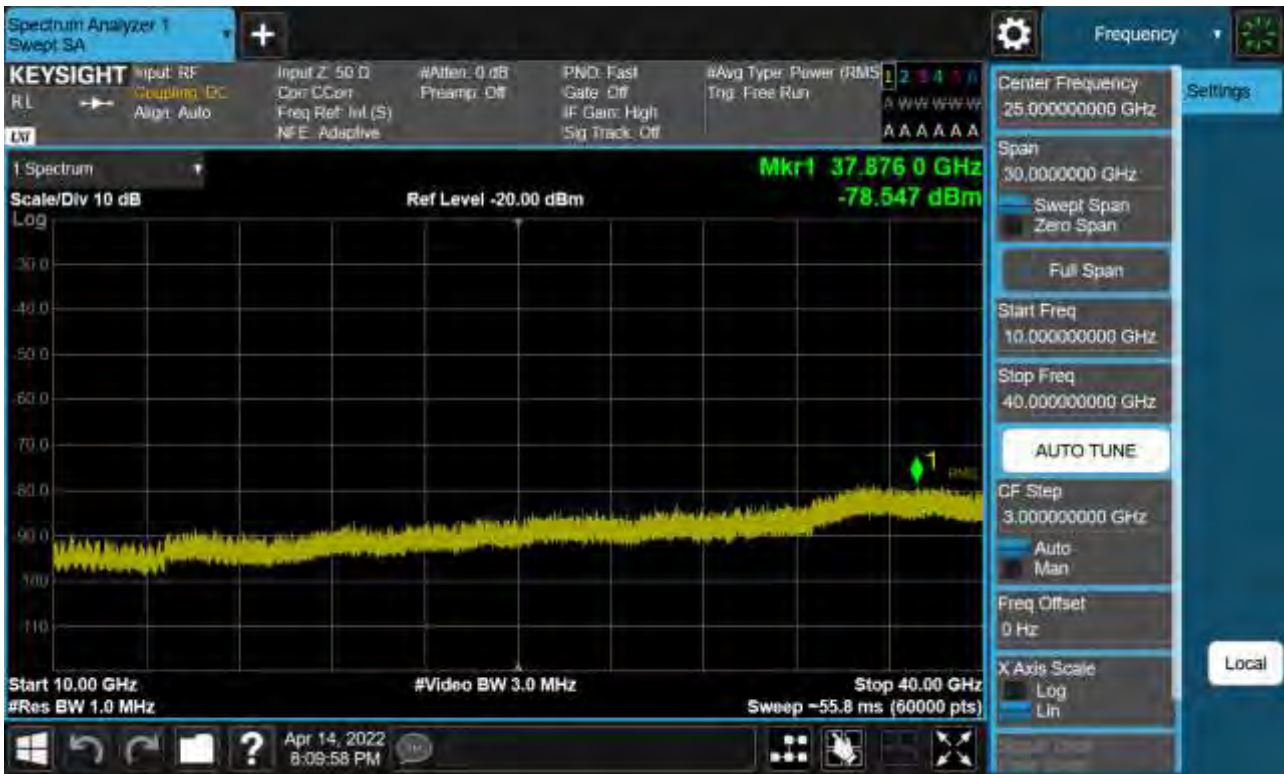 Spectrum Analyzer 1
Swept SA
+
Frequency
KEYSIGHT
Input: RF
Coupling: DC
Align: Auto
Input Z: 50 Ω
Corr CCorr
Freq Ref: Int (S)
NFE: Adaptive
#Atten: 0 dB
Preamp: Off
PNO: Fast
Gate: Off
IF Gain: High
Sig Track: Off
#Avg Type: Power (RMS
Trig: Free Run
1 2 3 4 5 6
A W W W W W
A A A A A A
RL
LXI
Center Frequency
25.000000000 GHz
Settings
Span
30.0000000 GHz
Swept Span
Zero Span
Full Span
Start Freq
10.000000000 GHz
Stop Freq
40.000000000 GHz
AUTO TUNE
CF Step
3.000000000 GHz
Auto
Man
Freq Offset
0 Hz
X Axis Scale
Log
Lin
Local
1 Spectrum
Mkr1 37.876 0 GHz
Scale/Div 10 dB
Ref Level -20.00 dBm
-78.547 dBm
Log
-30.0
-40.0
-50.0
-60.0
-70.0
1
RMS
-80.0
-90.0
-100
-110
Start 10.00 GHz
#Video BW 3.0 MHz
Stop 40.00 GHz
#Res BW 1.0 MHz
Sweep ~55.8 ms (60000 pts)
?
Apr 14, 2022
8:09:58 PM